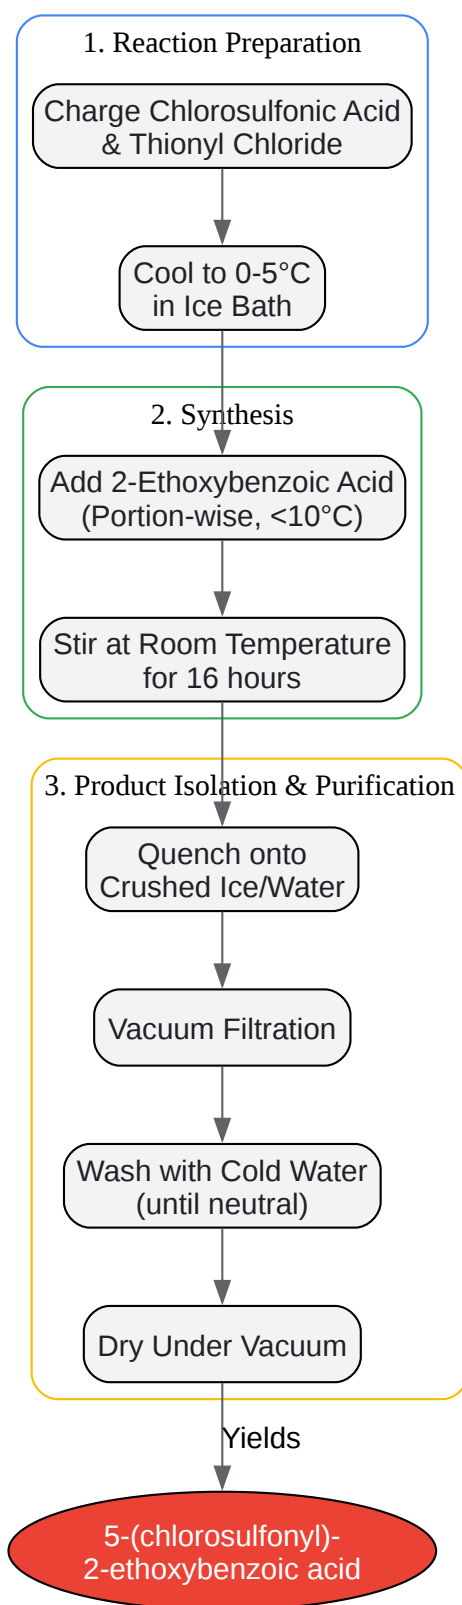 1. Reaction Preparation
Charge Chlorosulfonic Acid
& Thionyl Chloride
Cool to 0-5°C
in Ice Bath
2. Synthesis
Add 2-Ethoxybenzoic Acid
(Portion-wise, <10°C)
Stir at Room Temperature
for 16 hours
3. Product Isolation & Purification
Quench onto
Crushed Ice/Water
Vacuum Filtration
Wash with Cold Water
(until neutral)
Dry Under Vacuum
Yields
5-(chlorosulfonyl)-
2-ethoxybenzoic acid